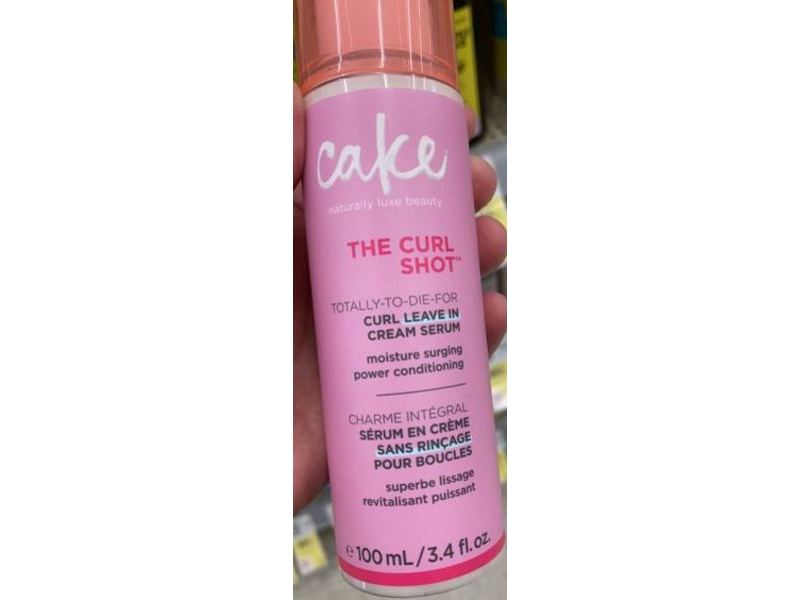 cake
naturally luxe beauty
THE CURL
SHOT™
TOTALLY-TO-DIE-FOR
CURL LEAVE IN
CREAM SERUM
moisture surging
power conditioning
CHARME INTÉGRAL
SÉRUM EN CRÈME
SANS RINÇAGE
POUR BOUCLES
superbe lissage
revitalisant puissant
℮ 100 mL / 3.4 fl. oz.